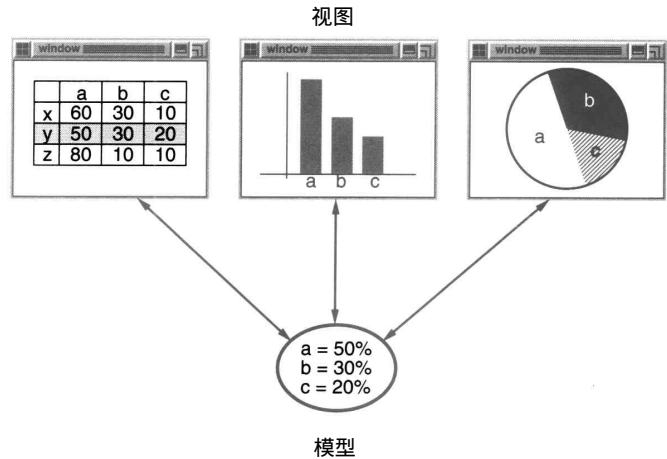 视图
window
a b c
x 60 30 10
y 50 30 20
z 80 10 10
window
a b c
window
a
b
c
a = 50%
b = 30%
c = 20%
模型